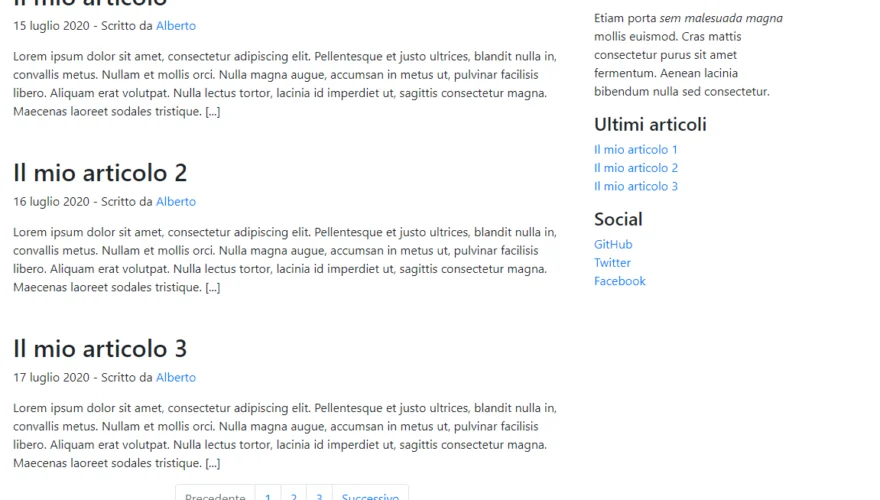 Il mio articolo
15 luglio 2020 - Scritto da Alberto
Lorem ipsum dolor sit amet, consectetur adipiscing elit. Pellentesque et justo ultrices, blandit nulla in,
convallis metus. Nullam et mollis orci. Nulla magna augue, accumsan in metus ut, pulvinar facilisis
libero. Aliquam erat volutpat. Nulla lectus tortor, lacinia id imperdiet ut, sagittis consectetur magna.
Maecenas laoreet sodales tristique. [...]
Il mio articolo 2
16 luglio 2020 - Scritto da Alberto
Lorem ipsum dolor sit amet, consectetur adipiscing elit. Pellentesque et justo ultrices, blandit nulla in,
convallis metus. Nullam et mollis orci. Nulla magna augue, accumsan in metus ut, pulvinar facilisis
libero. Aliquam erat volutpat. Nulla lectus tortor, lacinia id imperdiet ut, sagittis consectetur magna.
Maecenas laoreet sodales tristique. [...]
Il mio articolo 3
17 luglio 2020 - Scritto da Alberto
Lorem ipsum dolor sit amet, consectetur adipiscing elit. Pellentesque et justo ultrices, blandit nulla in,
convallis metus. Nullam et mollis orci. Nulla magna augue, accumsan in metus ut, pulvinar facilisis
libero. Aliquam erat volutpat. Nulla lectus tortor, lacinia id imperdiet ut, sagittis consectetur magna.
Maecenas laoreet sodales tristique. [...]
Precedente 1 2 3 Successivo
Etiam porta sem malesuada magna
mollis euismod. Cras mattis
consectetur purus sit amet
fermentum. Aenean lacinia
bibendum nulla sed consectetur.
Ultimi articoli
Il mio articolo 1
Il mio articolo 2
Il mio articolo 3
Social
GitHub
Twitter
Facebook